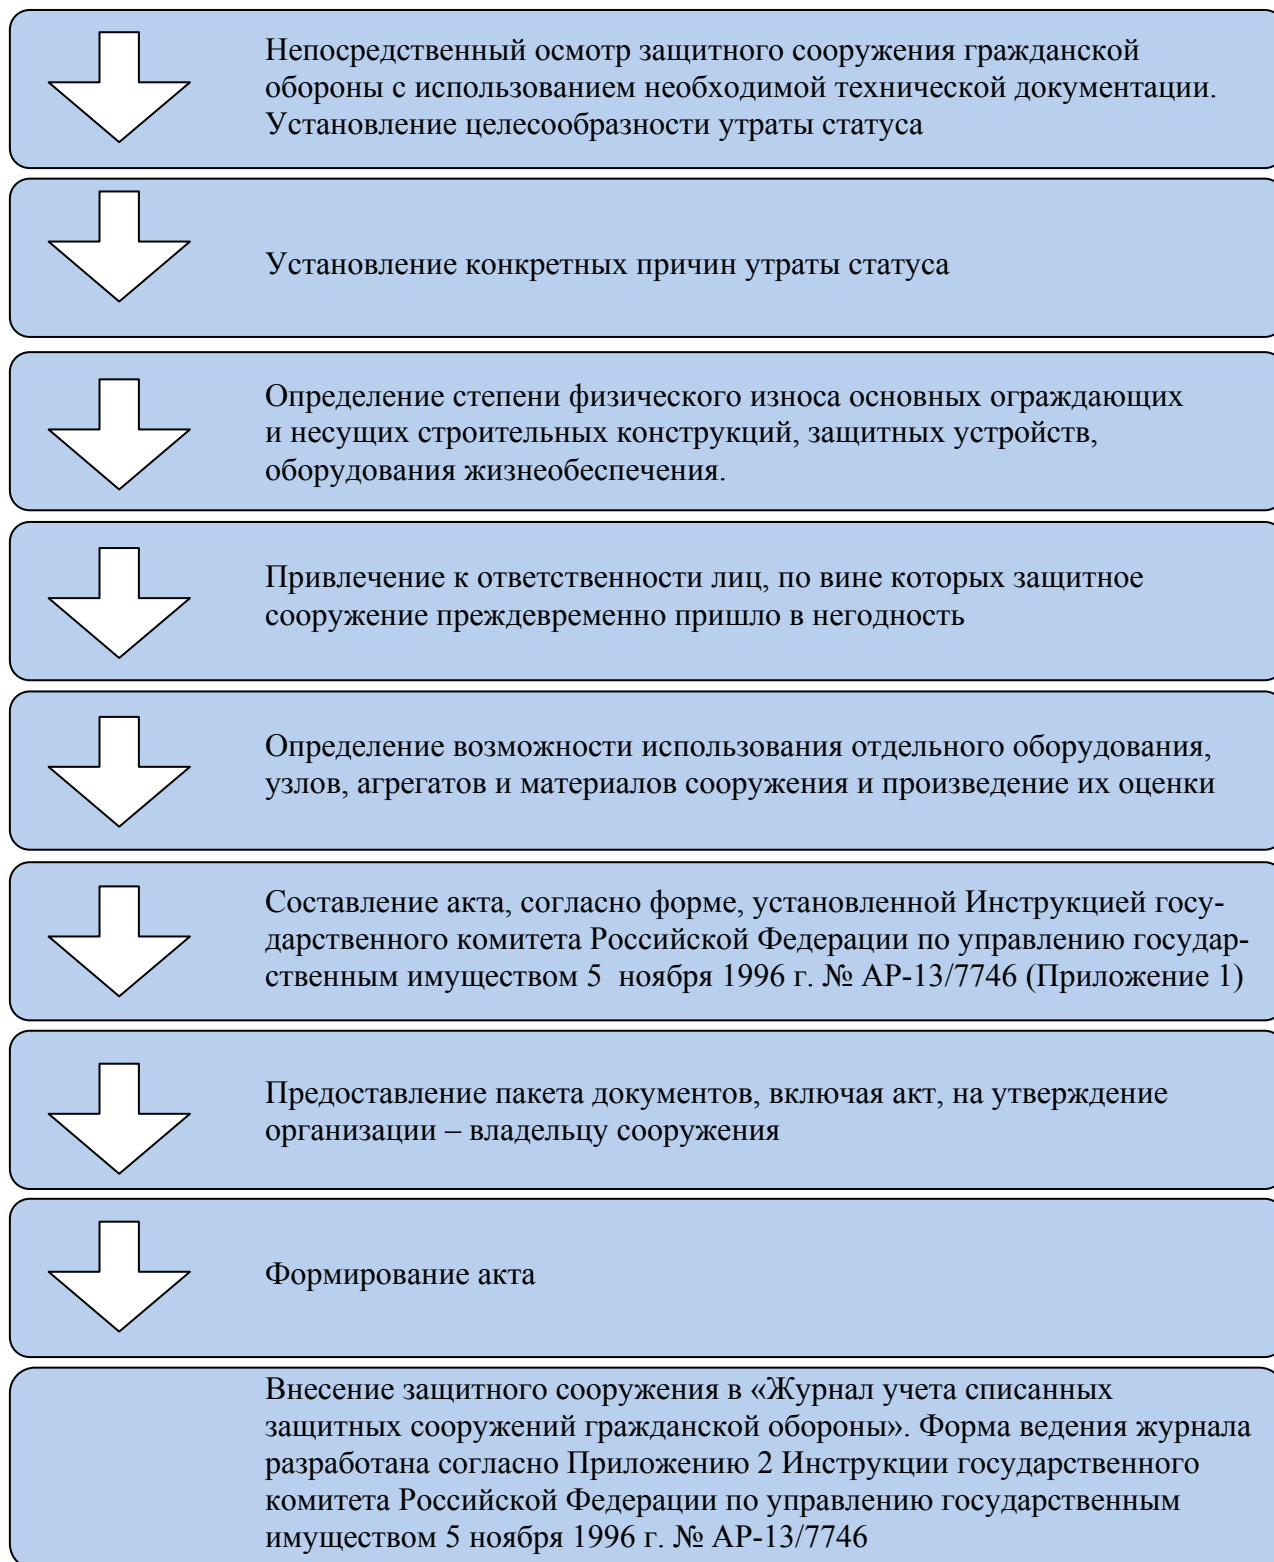 Непосредственный осмотр защитного сооружения гражданской
обороны с использованием необходимой технической документации.
Установление целесообразности утраты статуса
Установление конкретных причин утраты статуса
Определение степени физического износа основных ограждающих
и несущих строительных конструкций, защитных устройств,
оборудования жизнеобеспечения.
Привлечение к ответственности лиц, по вине которых защитное
сооружение преждевременно пришло в негодность
Определение возможности использования отдельного оборудования,
узлов, агрегатов и материалов сооружения и произведение их оценки
Составление акта, согласно форме, установленной Инструкцией госу-
дарственного комитета Российской Федерации по управлению государ-
ственным имуществом 5 ноября 1996 г. № АР-13/7746 (Приложение 1)
Предоставление пакета документов, включая акт, на утверждение
организации – владельцу сооружения
Формирование акта
Внесение защитного сооружения в «Журнал учета списанных
защитных сооружений гражданской обороны». Форма ведения журнала
разработана согласно Приложению 2 Инструкции государственного
комитета Российской Федерации по управлению государственным
имуществом 5 ноября 1996 г. № АР-13/7746